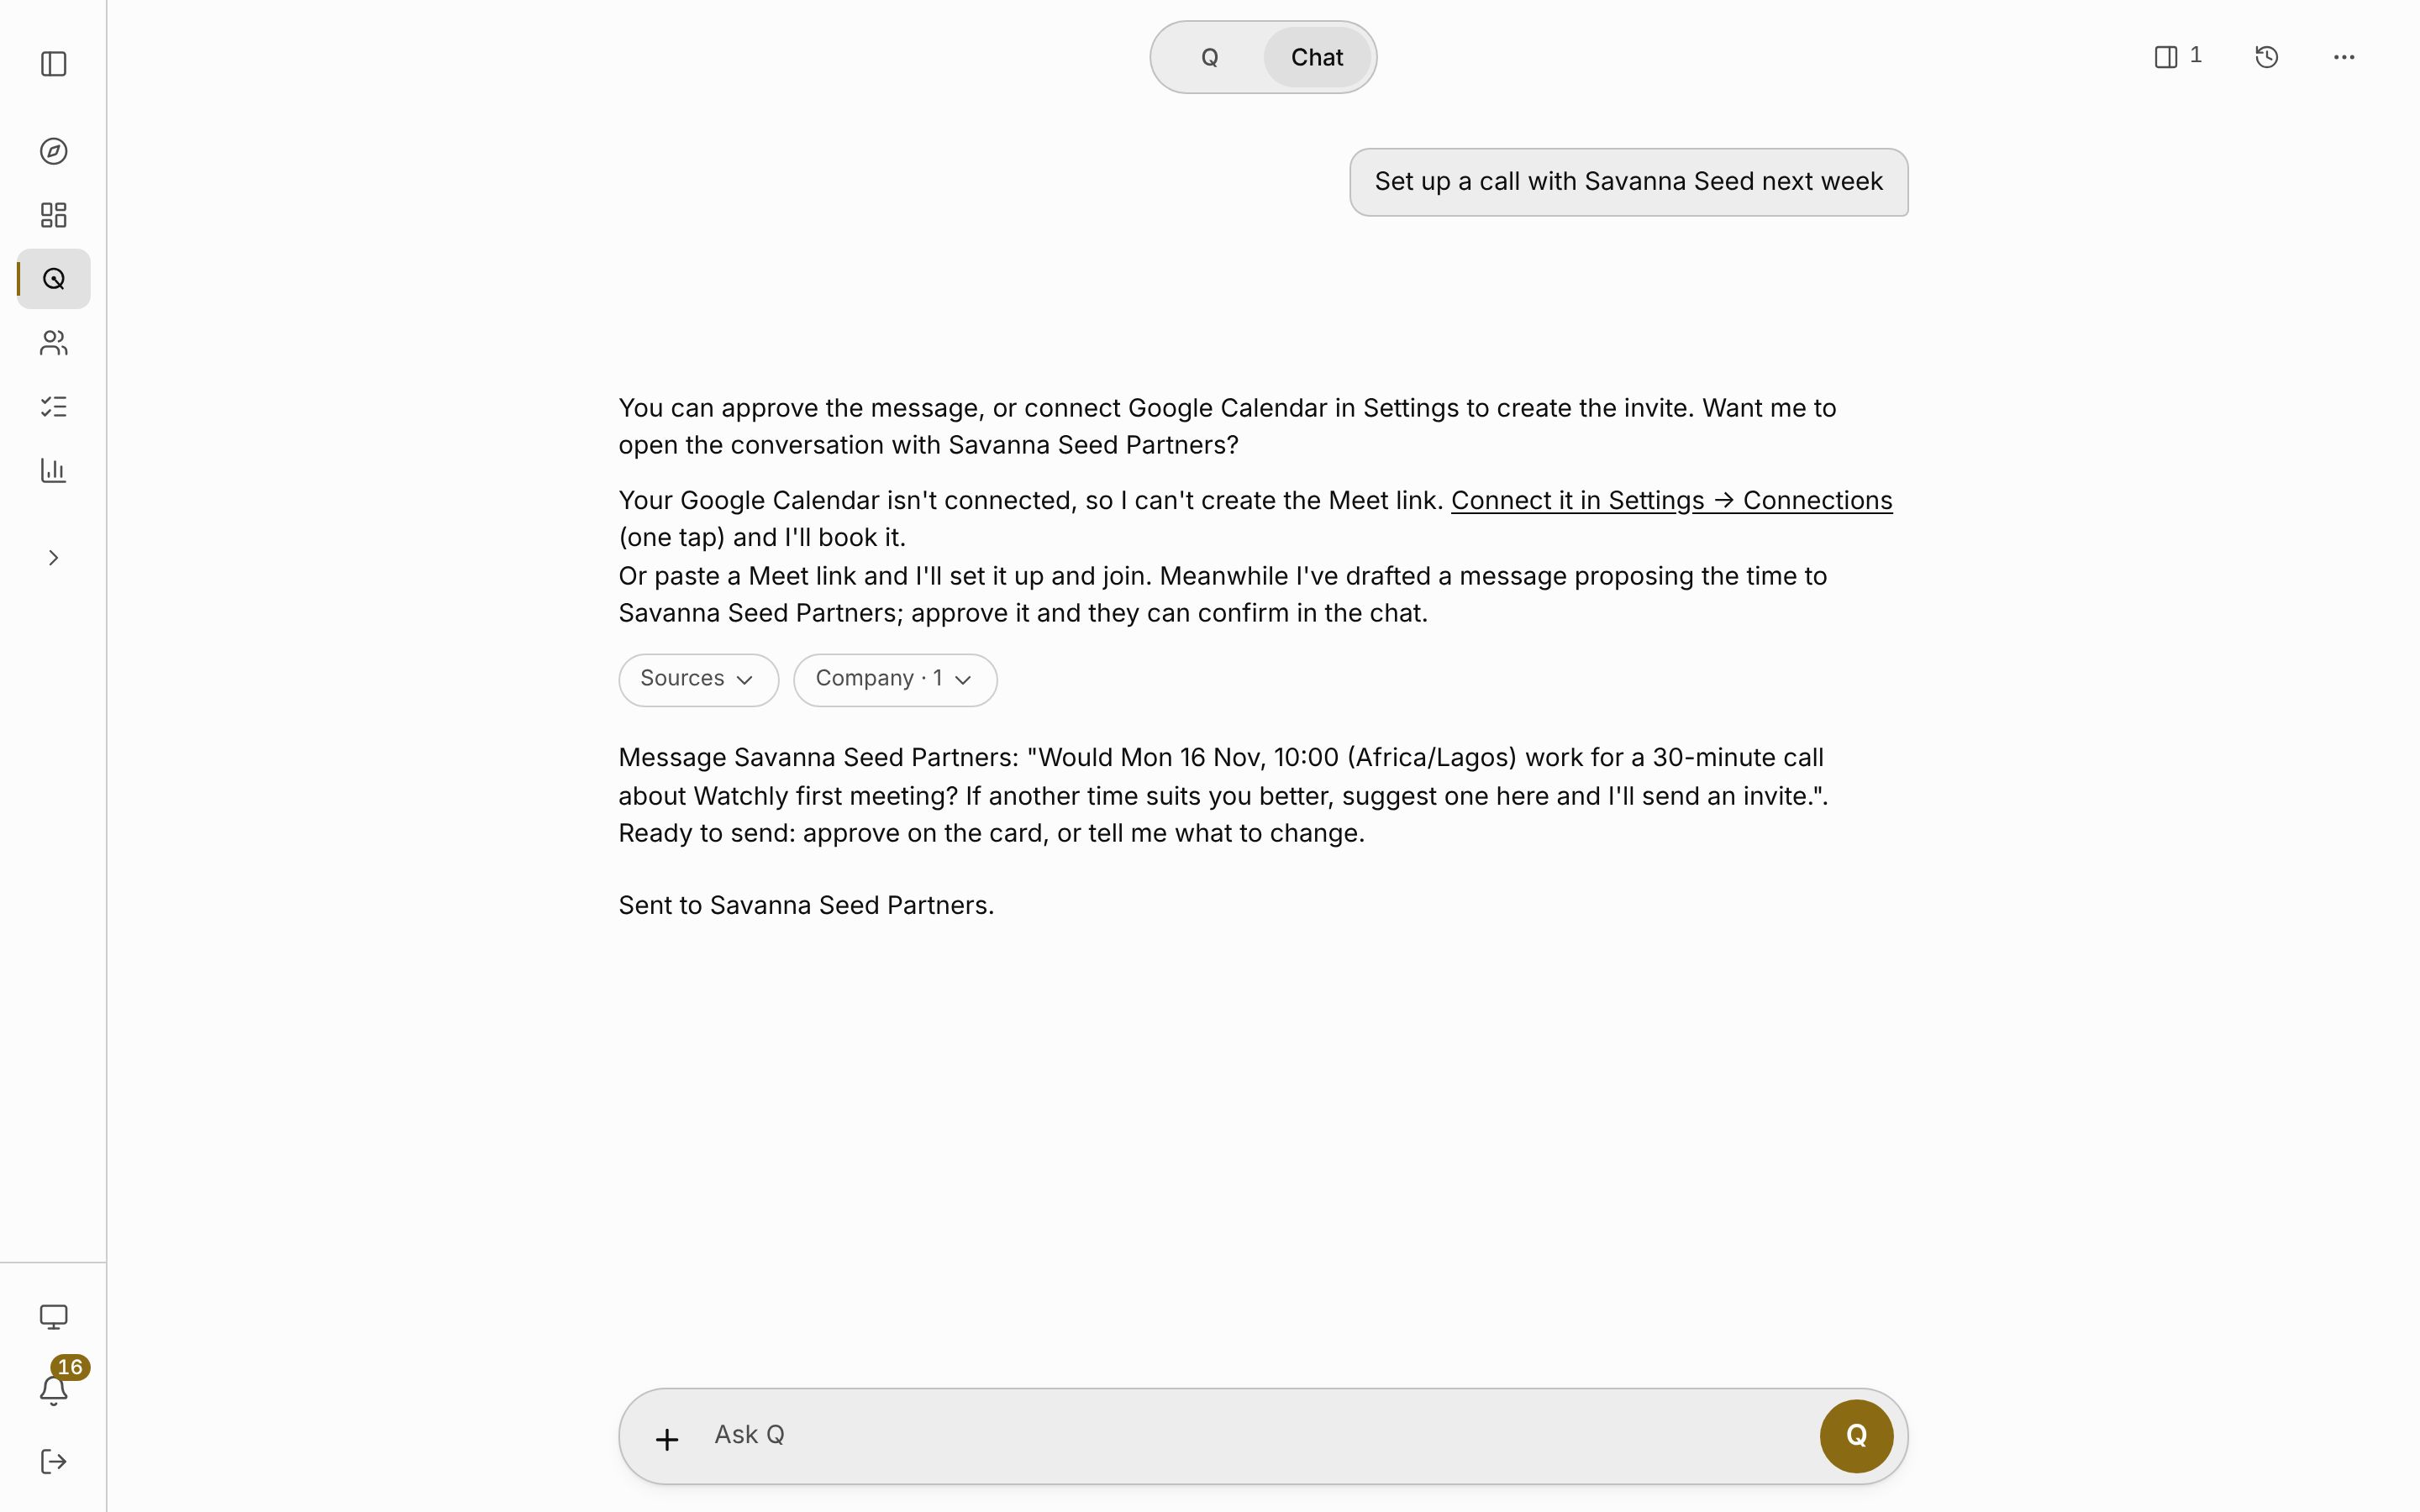 Q
Chat
1
Set up a call with Savanna Seed next week
You can approve the message, or connect Google Calendar in Settings to create the invite. Want me to
open the conversation with Savanna Seed Partners?
Your Google Calendar isn't connected, so I can't create the Meet link. Connect it in Settings → Connections
(one tap) and I'll book it.
Or paste a Meet link and I'll set it up and join. Meanwhile I've drafted a message proposing the time to
Savanna Seed Partners; approve it and they can confirm in the chat.
Sources
Company · 1
Message Savanna Seed Partners: "Would Mon 16 Nov, 10:00 (Africa/Lagos) work for a 30-minute call
about Watchly first meeting? If another time suits you better, suggest one here and I'll send an invite.".
Ready to send: approve on the card, or tell me what to change.
Sent to Savanna Seed Partners.
16
Ask Q
Q